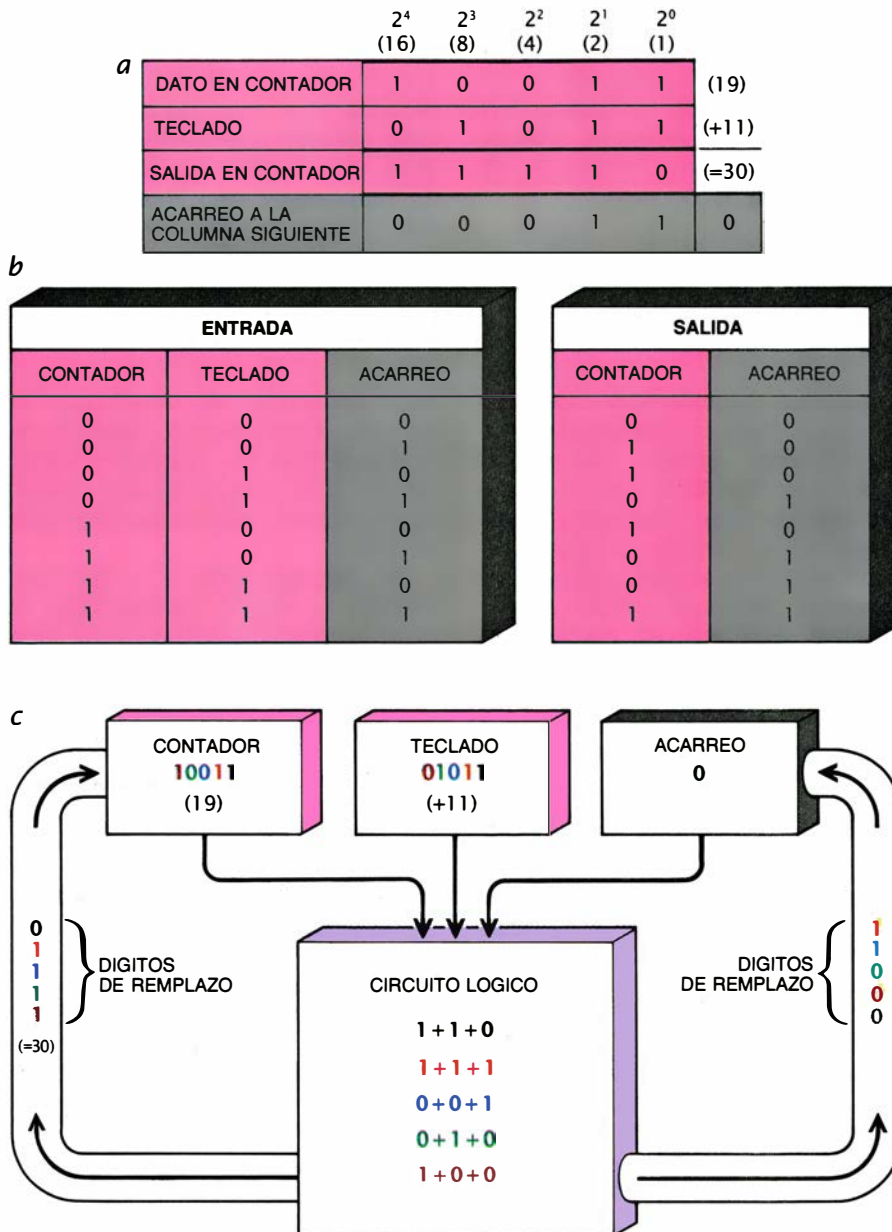 2⁴ 2³ 2² 2¹ 2⁰
(16) (8) (4) (2) (1)
a
DATO EN CONTADOR 1 0 0 1 1 (19)
TECLADO 0 1 0 1 1 (+11)
SALIDA EN CONTADOR 1 1 1 1 0 (=30)
ACARREO A LA
COLUMNA SIGUIENTE 0 0 0 1 1 0
b
ENTRADA
CONTADOR TECLADO ACARREO
0 0 0
0 0 1
0 1 0
0 1 1
1 0 0
1 0 1
1 1 0
1 1 1
SALIDA
CONTADOR ACARREO
0 0
1 0
1 0
0 1
1 0
0 1
0 1
1 1
c
CONTADOR
10011
(19)
TECLADO
01011
(+11)
ACARREO
0
0
1
1
1
1
(=30)
DIGITOS
DE REMPLAZO
CIRCUITO LOGICO
1+1+0
1+1+1
0+0+1
0+1+0
1+0+0
DIGITOS
DE REMPLAZO
1
1
0
0
0